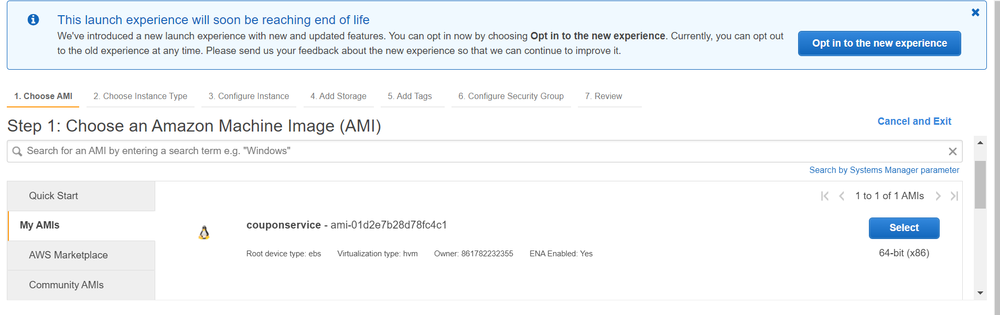 This launch experience will soon be reaching end of life
We've introduced a new launch experience with new and updated features. You can opt in now by choosing Opt in to the new experience. Currently, you can opt out
to the old experience at any time. Please send us your feedback about the new experience so that we can continue to improve it.
Opt in to the new experience
1. Choose AMI 2. Choose Instance Type 3. Configure Instance 4. Add Storage 5. Add Tags 6. Configure Security Group 7. Review
Step 1: Choose an Amazon Machine Image (AMI)
Cancel and Exit
Search for an AMI by entering a search term e.g. "Windows"
Search by Systems Manager parameter
Quick Start
My AMIs
AWS Marketplace
Community AMIs
1 to 1 of 1 AMIs
couponservice - ami-01d2e7b28d78fc4c1
Select
Root device type: ebs Virtualization type: hvm Owner: 861782232355 ENA Enabled: Yes
64-bit (x86)